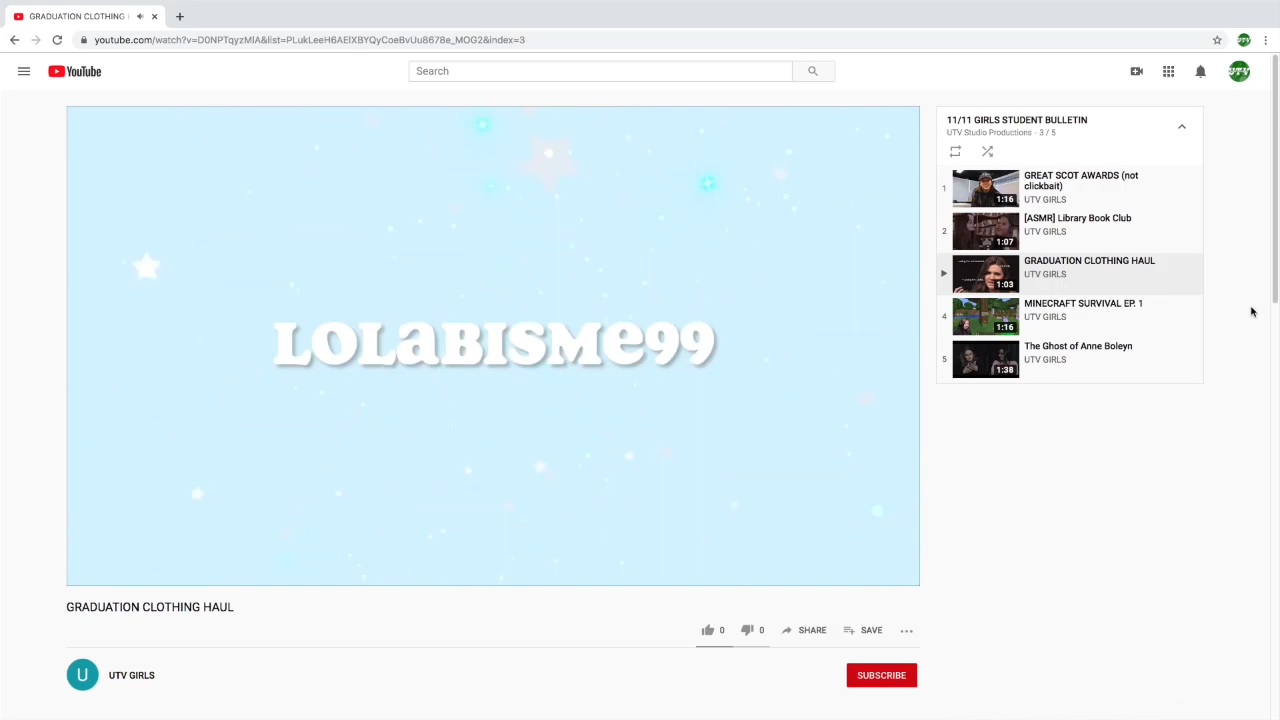 GRADUATION CLOTHING
youtube.com/watch?v=D0NPTqyzMlA&list=PLukLeeH6AElXBYQyCoeBvUu8678e_MOG2&index=3
UTV
YouTube
Search
UTV
LOLaBISMe99
11/11 GIRLS STUDENT BULLETIN
UTV Studio Productions - 3 / 5
1
GREAT SCOT AWARDS (not
clickbait)
UTV GIRLS
1:16
2
[ASMR] Library Book Club
UTV GIRLS
1:07
GRADUATION CLOTHING HAUL
UTV GIRLS
1:03
4
MINECRAFT SURVIVAL EP. 1
UTV GIRLS
1:16
5
The Ghost of Anne Boleyn
UTV GIRLS
1:38
GRADUATION CLOTHING HAUL
0 0 SHARE SAVE
U
UTV GIRLS
SUBSCRIBE